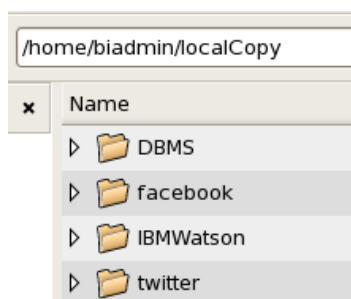 /home/biadmin/localCopy
Name
DBMS
facebook
IBMWatson
twitter